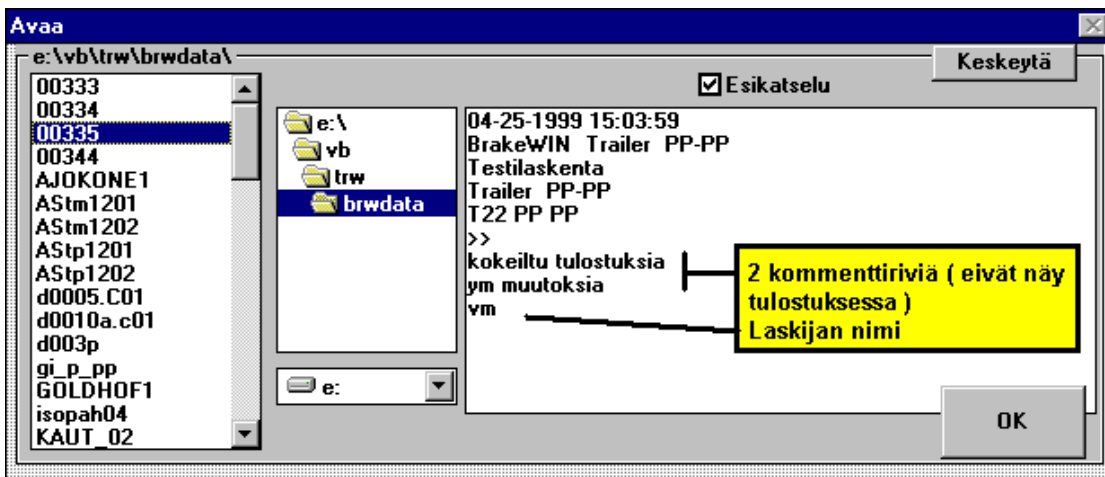 Avaa
e:\vb\trw\brwdata\
Keskeytä
Esikatselu
00333
00334
00335
00344
AJOKONE1
AStm1201
AStm1202
AStp1201
AStp1202
d0005.C01
d0010a.c01
d003p
gi_p_pp
GOLDHOF1
isopah04
KAUT_02
e:\
vb
trw
brwdata
e:
04-25-1999 15:03:59
BrakeWIN Trailer PP-PP
Testilaskenta
Trailer PP-PP
T22 PP PP
>>
kokeiltu tulostuksia
ym muutoksia
vm
2 kommenttiriviä ( eivät näy
tulostuksessa )
Laskijan nimi
OK